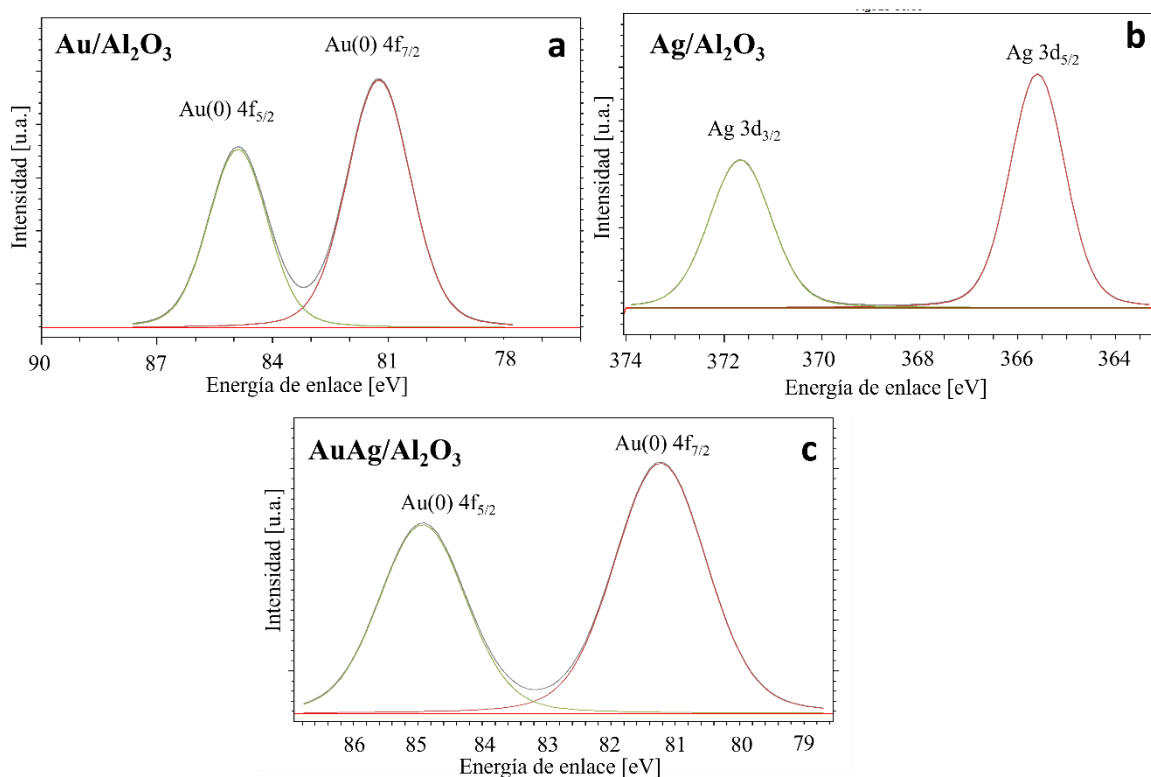 Au/Al₂O₃
a
Au(0) 4f₇/₂
Au(0) 4f₅/₂
Intensidad [u.a.]
90 87 84 81 78
Energía de enlace [eV]
Ag/Al₂O₃
b
Ag 3d₅/₂
Ag 3d₃/₂
Intensidad [u.a.]
374 372 370 368 366 364
Energía de enlace [eV]
AuAg/Al₂O₃
c
Au(0) 4f₇/₂
Au(0) 4f₅/₂
Intensidad [u.a.]
86 85 84 83 82 81 80 79
Energía de enlace [eV]